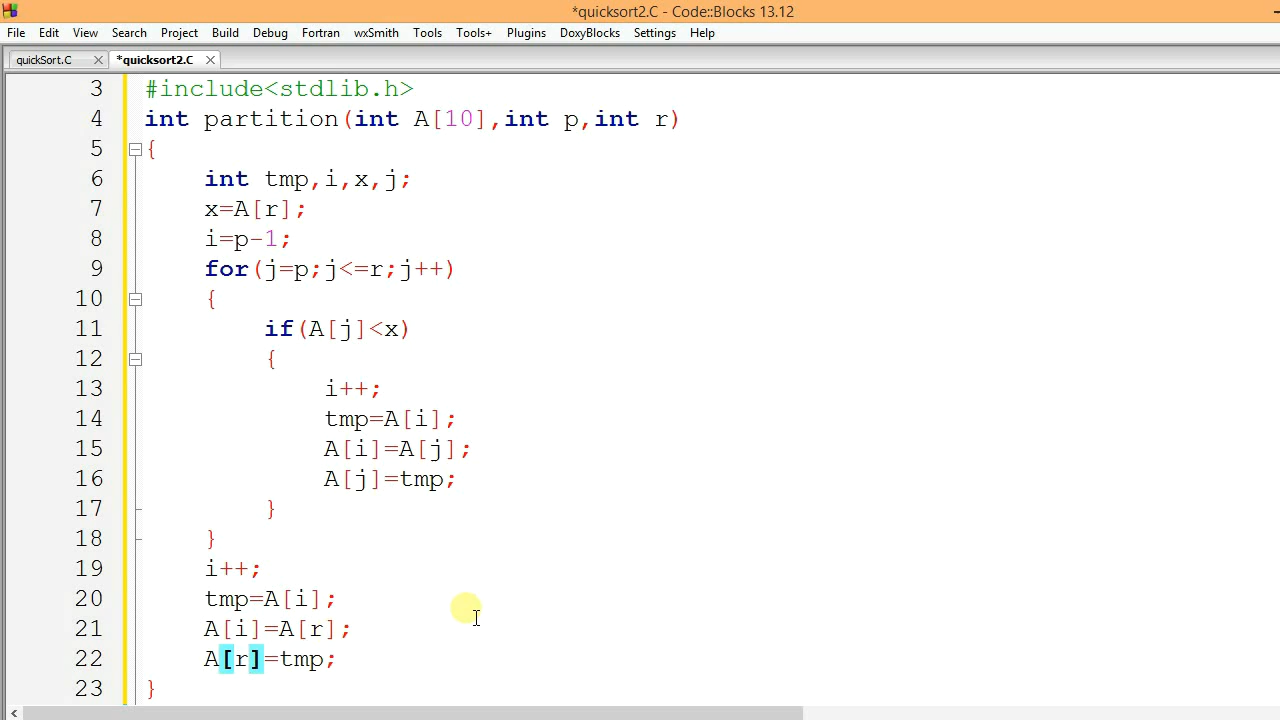 *quicksort2.C - Code::Blocks 13.12
File Edit View Search Project Build Debug Fortran wxSmith Tools Tools+ Plugins DoxyBlocks Settings Help
quickSort.C *quicksort2.C
3 #include<stdlib.h>
4 int partition(int A[10],int p,int r)
5 {
6 int tmp,i,x,j;
7 x=A[r];
8 i=p-1;
9 for(j=p;j<=r;j++)
10 {
11 if(A[j]<x)
12 {
13 i++;
14 tmp=A[i];
15 A[i]=A[j];
16 A[j]=tmp;
17 }
18 }
19 i++;
20 tmp=A[i];
21 A[i]=A[r];
22 A[r]=tmp;
23 }